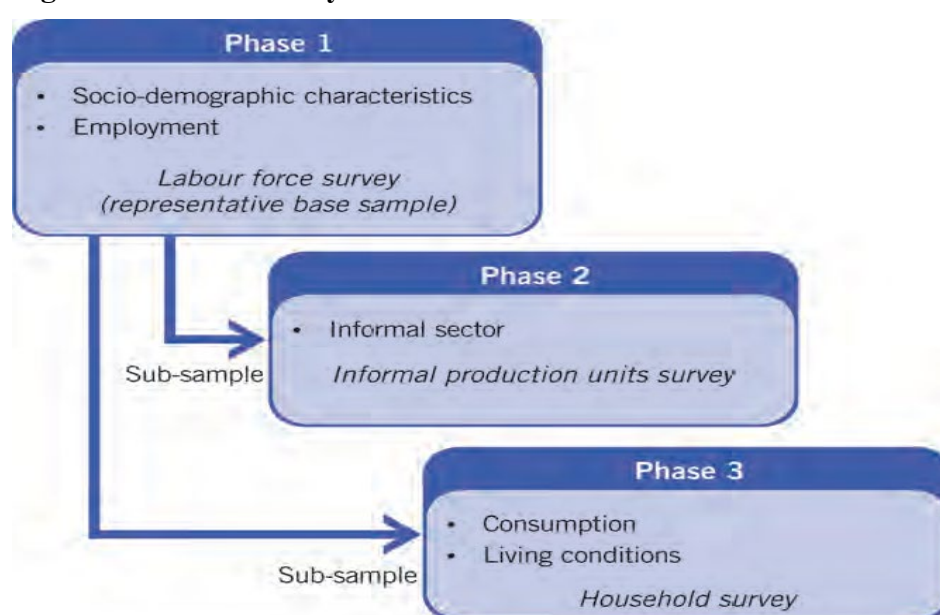 Phase 1
• Socio-demographic characteristics
• Employment
Labour force survey
(representative base sample)
Phase 2
• Informal sector
Sub-sample
Informal production units survey
Phase 3
• Consumption
• Living conditions
Sub-sample
Household survey